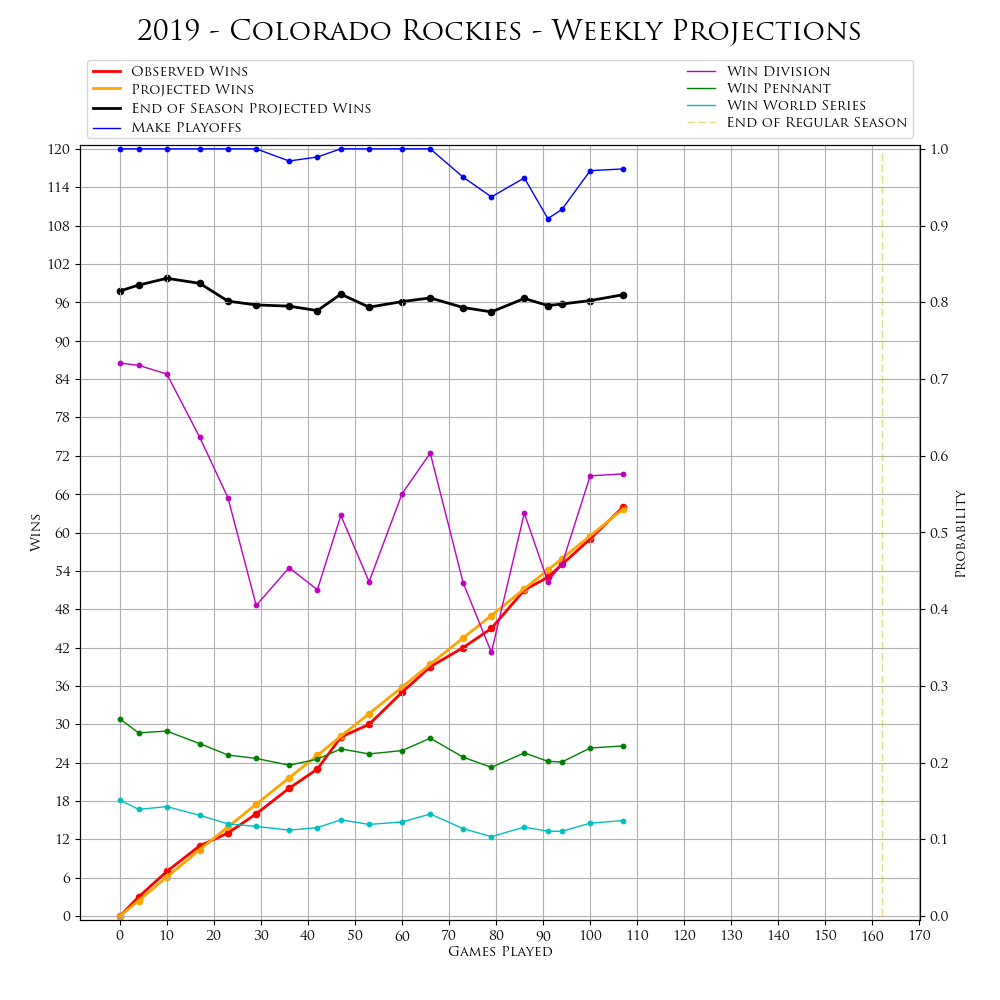 2019 - Colorado Rockies - Weekly Projections
Observed Wins
Projected Wins
End of Season Projected Wins
Make Playoffs
Win Division
Win Pennant
Win World Series
End of Regular Season
120
114
108
102
96
90
84
78
72
66
60
54
48
42
36
30
24
18
12
6
0
Wins
1.0
0.9
0.8
0.7
0.6
0.5
0.4
0.3
0.2
0.1
0.0
Probability
0 10 20 30 40 50 60 70 80 90 100 110 120 130 140 150 160 170
Games Played